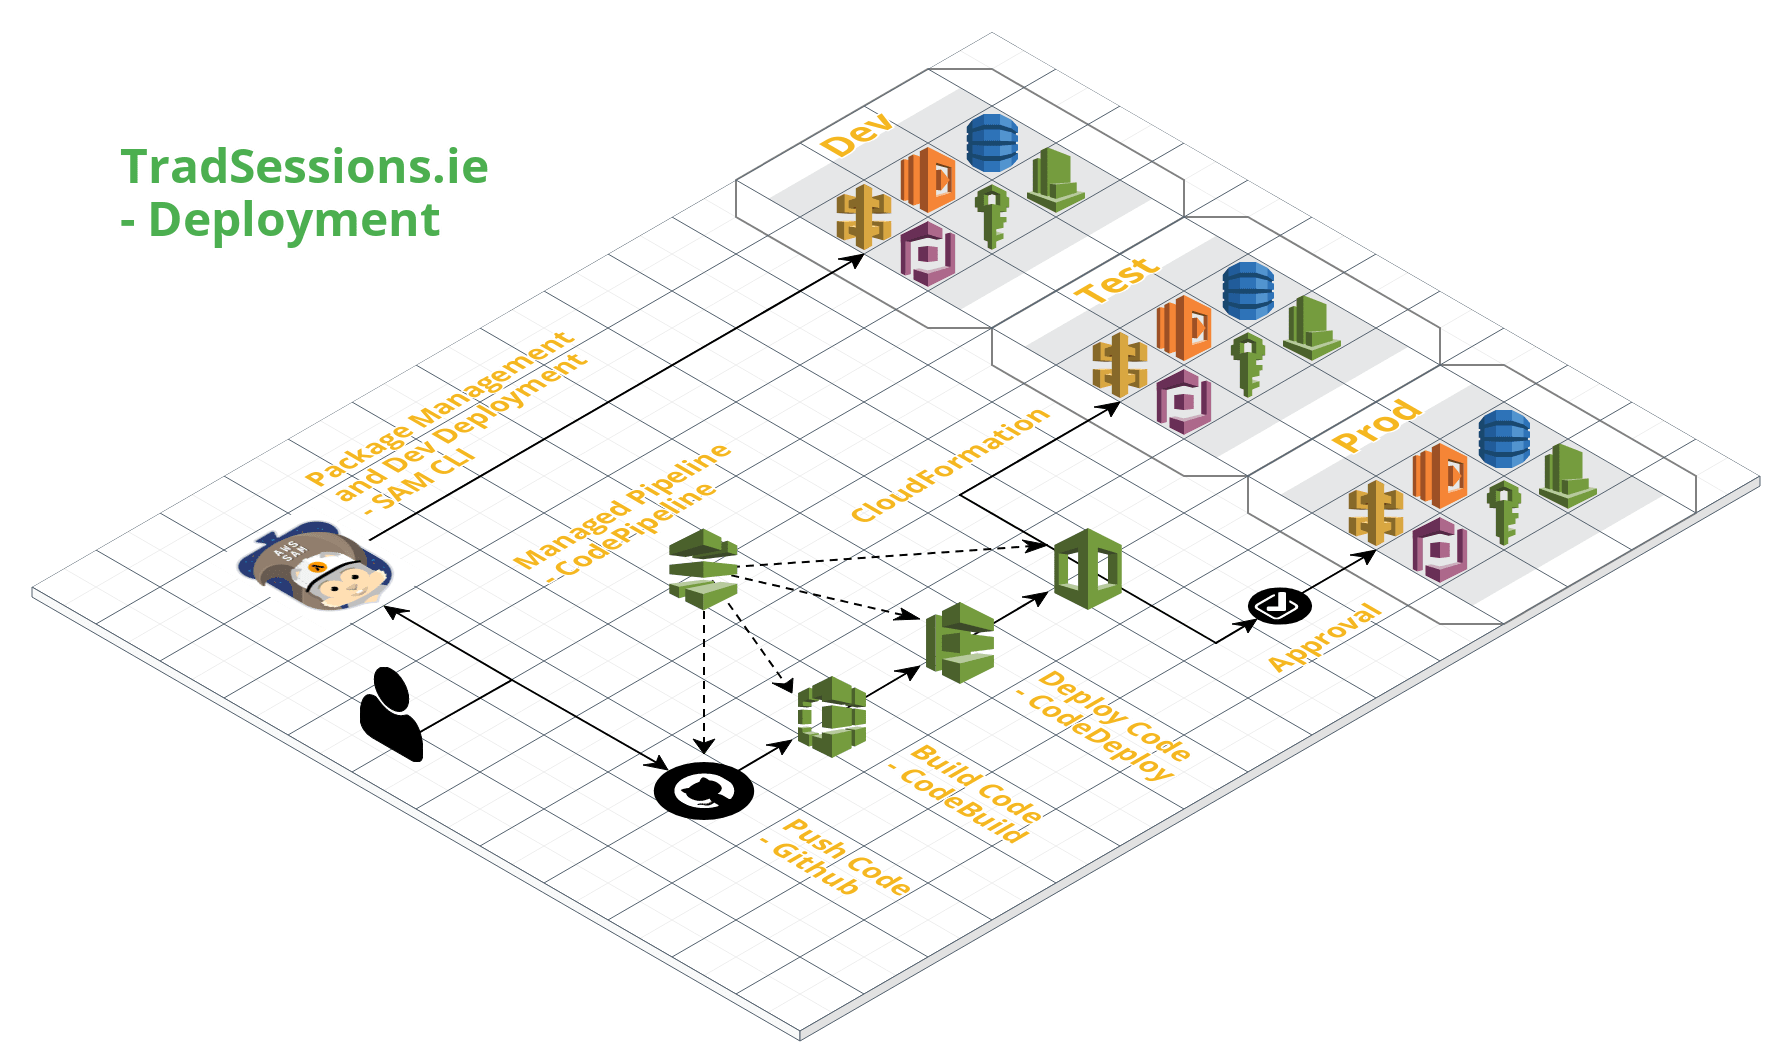 TradSessions.ie
- Deployment
Dev
Test
Prod
Package Management
and Dev Deployment
- SAM CLI
Managed Pipeline
- CodePipeline
CloudFormation
AWS
SAM
Approval
Deploy Code
- CodeDeploy
Build Code
- CodeBuild
Push Code
- Github